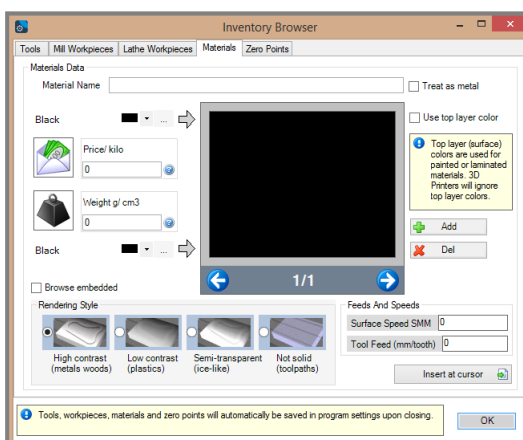 Inventory Browser
Tools Mill Workpieces Lathe Workpieces Materials Zero Points
Materials Data
Material Name
Treat as metal
Black
...
Use top layer color
Price/ kilo
0
Top layer (surface)
colors are used for
painted or laminated
materials. 3D
Printers will ignore
top layer colors.
Weight g/ cm3
0
Add
Black
...
Del
1/1
Browse embedded
Rendering Style
High contrast
(metals woods)
Low contrast
(plastics)
Semi-transparent
(ice-like)
Not solid
(toolpaths)
Feeds And Speeds
Surface Speed SMM 0
Tool Feed (mm/tooth) 0
Insert at cursor
Tools, workpieces, materials and zero points will automatically be saved in program settings upon closing.
OK